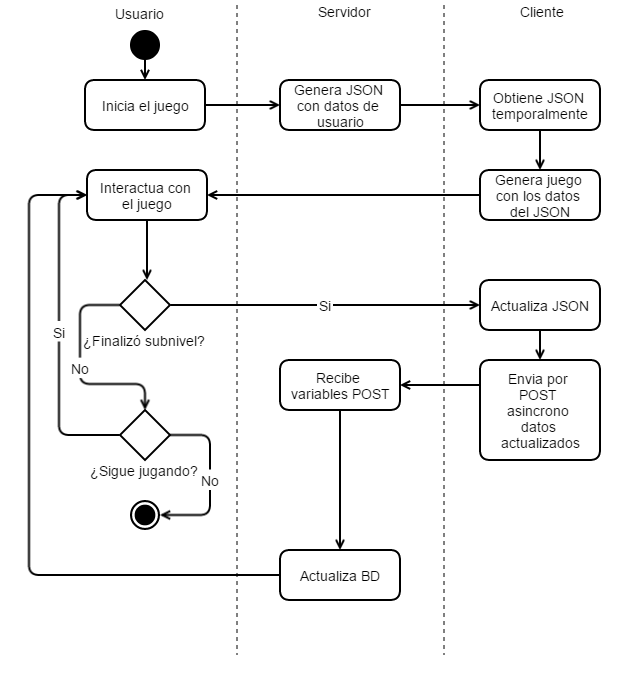 Usuario
Servidor
Cliente
Inicia el juego
Genera JSON
con datos de
usuario
Obtiene JSON
temporalmente
Interactua con
el juego
Genera juego
con los datos
del JSON
Si
Actualiza JSON
Si
¿Finalizó subnivel?
No
Recibe
variables POST
Envia por
POST
asincrono
datos
actualizados
¿Sigue jugando?
No
Actualiza BD